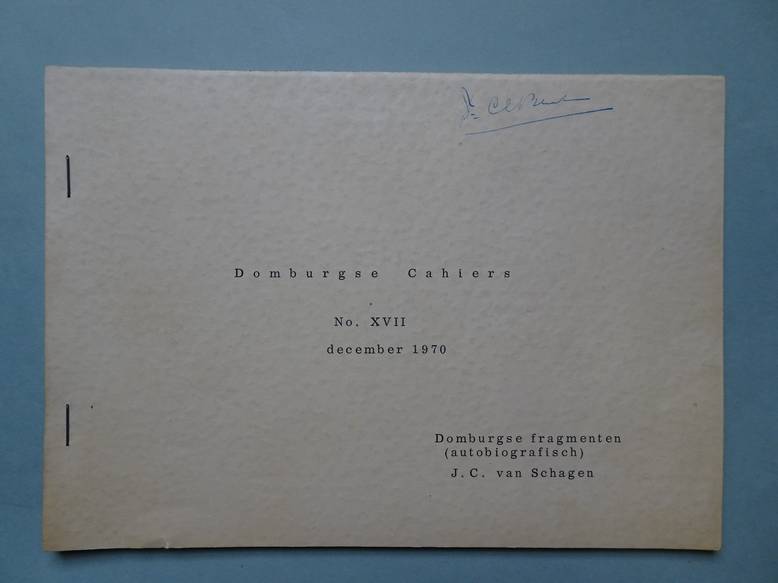 Domburgse Cahiers
No. XVII
december 1970
Domburgse fragmenten
(autobiografisch)
J.C. van Schagen